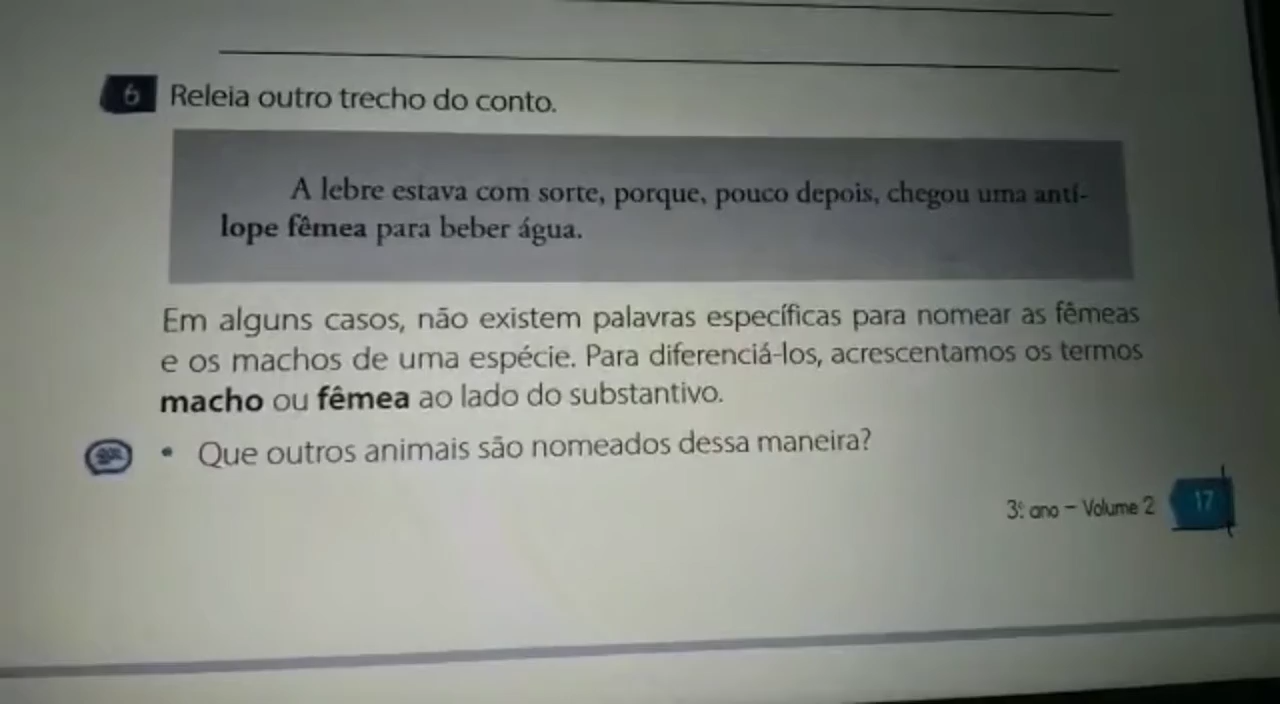 6 Releia outro trecho do conto.
A lebre estava com sorte, porque, pouco depois, chegou uma antí-
lope fêmea para beber água.
Em alguns casos, não existem palavras específicas para nomear as fêmeas
e os machos de uma espécie. Para diferenciá-los, acrescentamos os termos
macho ou fêmea ao lado do substantivo.
• Que outros animais são nomeados dessa maneira?
3º. ano – Volume 2 17